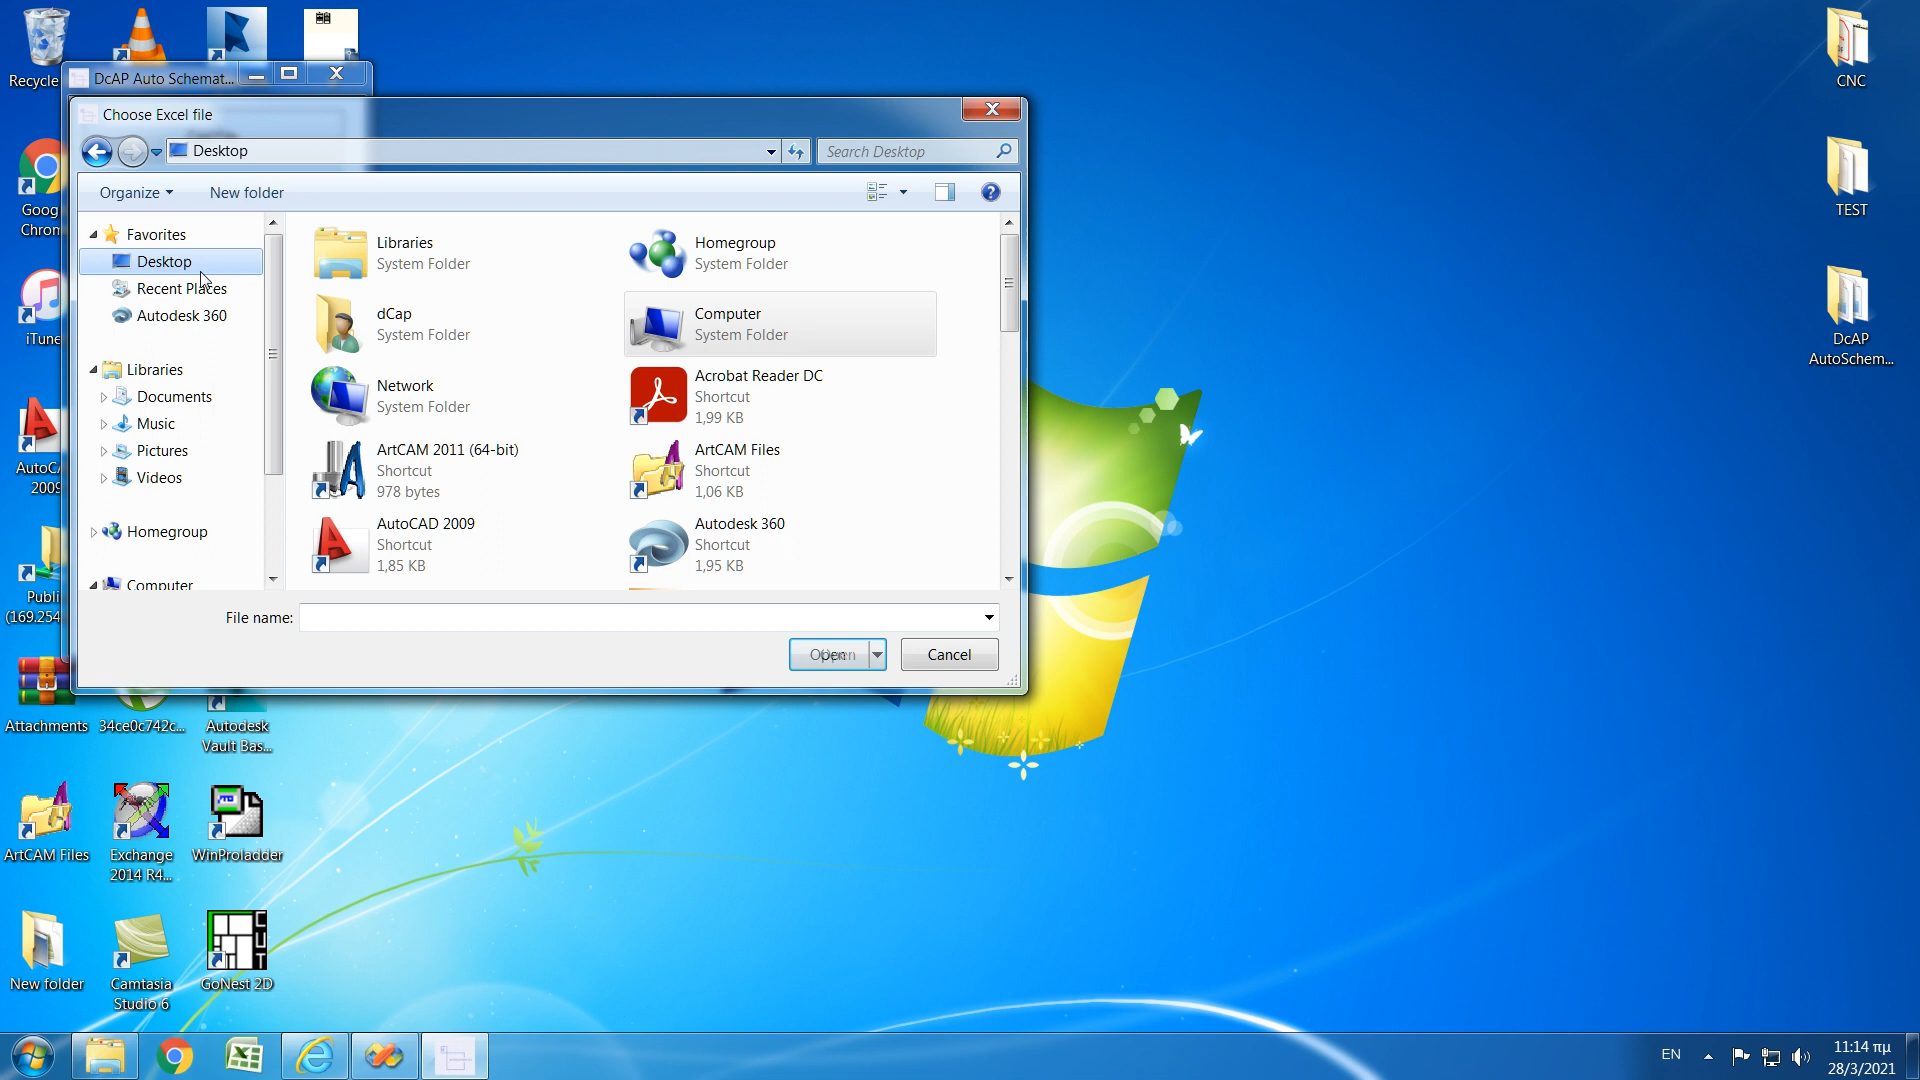 Recycle
DcAP Auto Schemat...
Choose Excel file
Desktop
Search Desktop
Organize
New folder
Favorites
Desktop
Recent Places
Autodesk 360
Libraries
Documents
Music
Pictures
Videos
Homegroup
Computer
Libraries
System Folder
Homegroup
System Folder
dCap
System Folder
Computer
System Folder
Network
System Folder
Acrobat Reader DC
Shortcut
1,99 KB
ArtCAM 2011 (64-bit)
Shortcut
978 bytes
ArtCAM Files
Shortcut
1,06 KB
AutoCAD 2009
Shortcut
1,85 KB
Autodesk 360
Shortcut
1,95 KB
File name:
Open
Cancel
Goog
Chrom
iTune
AutoCA
2009
Publi
(169.254
Attachments
34ce0c742c...
Autodesk
Vault Bas...
ArtCAM Files
Exchange
2014 R4...
WinProladder
New folder
Camtasia
Studio 6
CUT
GoNest 2D
CNC
TEST
DcAP
AutoSchem...
EN
11:14 πμ
28/3/2021